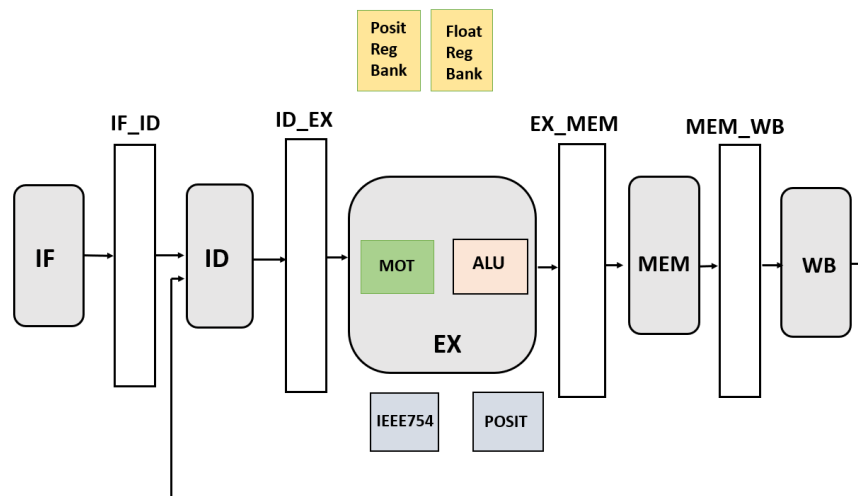 Posit
Reg
Bank
Float
Reg
Bank
IF_ID
ID_EX
EX_MEM
MEM_WB
IF
ID
MOT
ALU
EX
MEM
WB
IEEE754
POSIT